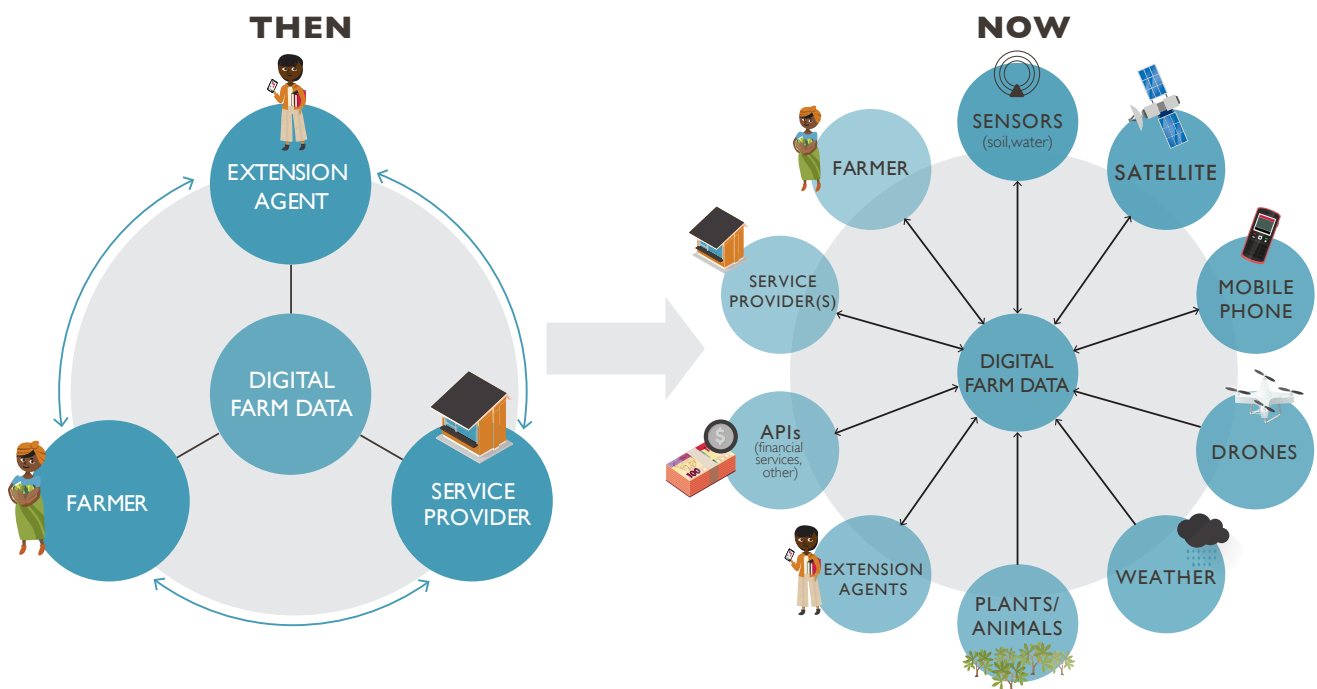 THEN
EXTENSION
AGENT
DIGITAL
FARM DATA
FARMER
SERVICE
PROVIDER
NOW
SENSORS
(soil,water)
SATELLITE
MOBILE
PHONE
DRONES
WEATHER
PLANTS/
ANIMALS
EXTENSION
AGENTS
APIs
(financial
services,
other)
$
100
SERVICE
PROVIDER(S)
FARMER
DIGITAL
FARM DATA